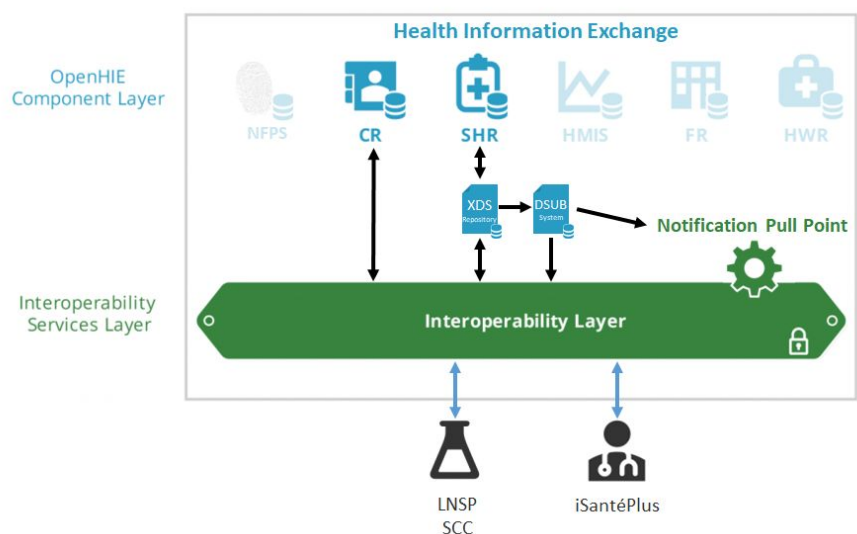 Health Information Exchange
OpenHIE
Component Layer
NFPS
CR
SHR
HMIS
FR
HWR
XDS
Repository
DSUB
System
Notification Pull Point
Interoperability
Services Layer
Interoperability Layer
LNSP
SCC
iSantéPlus